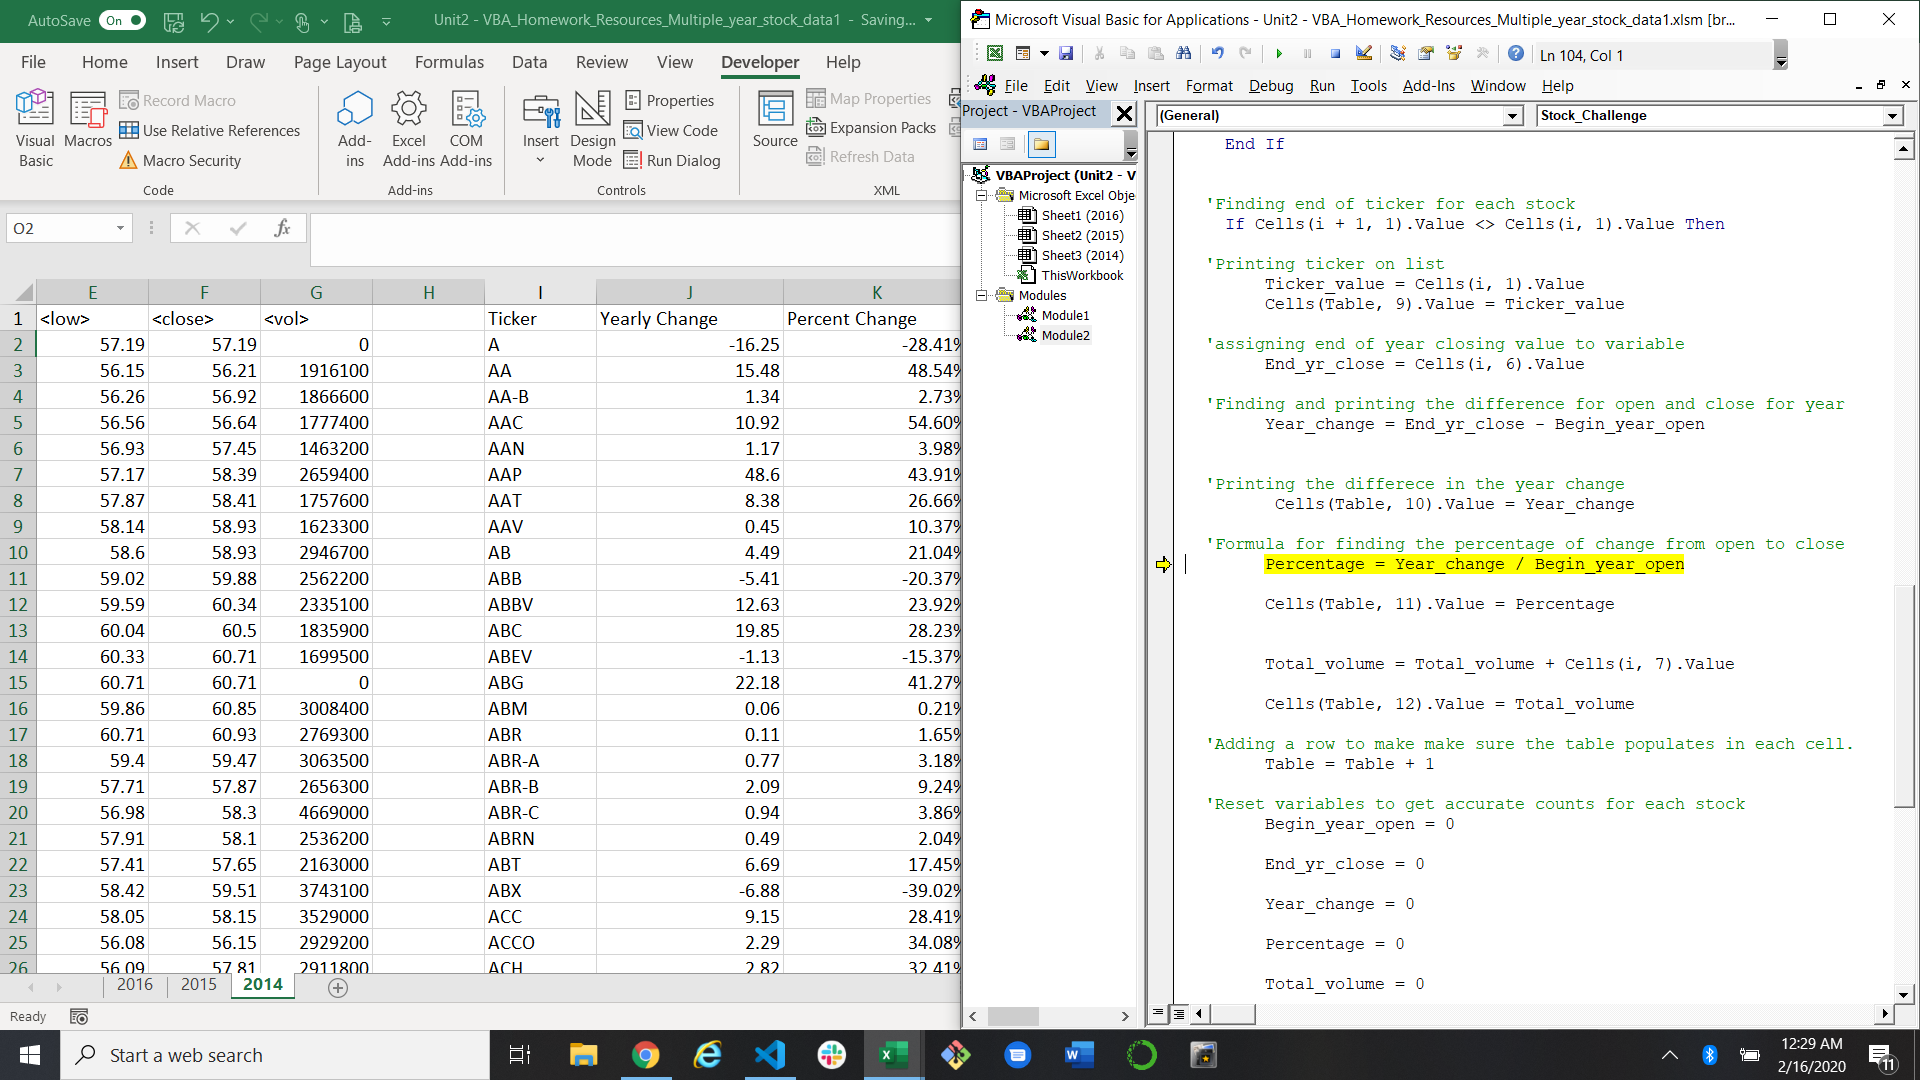 AutoSave On Unit2 - VBA_Homework_Resources_Multiple_year_stock_data1 - Saving...
File Home Insert Draw Page Layout Formulas Data Review View Developer Help
Visual Basic
Macros
Record Macro
Use Relative References
Macro Security
Code
Add-ins
Excel Add-ins
COM Add-ins
Add-ins
Insert
Design Mode
Properties
View Code
Run Dialog
Controls
Source
Map Properties
Expansion Packs
Refresh Data
XML
O2 fx
E F G H I J K
1 <low> <close> <vol> Ticker Yearly Change Percent Change
2 57.19 57.19 0 A -16.25 -28.41%
3 56.15 56.21 1916100 AA 15.48 48.54%
4 56.26 56.92 1866600 AA-B 1.34 2.73%
5 56.56 56.64 1777400 AAC 10.92 54.60%
6 56.93 57.45 1463200 AAN 1.17 3.98%
7 57.17 58.39 2659400 AAP 48.6 43.91%
8 57.87 58.41 1757600 AAT 8.38 26.66%
9 58.14 58.93 1623300 AAV 0.45 10.37%
10 58.6 58.93 2946700 AB 4.49 21.04%
11 59.02 59.88 2562200 ABB -5.41 -20.37%
12 59.59 60.34 2335100 ABBV 12.63 23.92%
13 60.04 60.5 1835900 ABC 19.85 28.23%
14 60.33 60.71 1699500 ABEV -1.13 -15.37%
15 60.71 60.71 0 ABG 22.18 41.27%
16 59.86 60.85 3008400 ABM 0.06 0.21%
17 60.71 60.93 2769300 ABR 0.11 1.65%
18 59.4 59.47 3063500 ABR-A 0.77 3.18%
19 57.71 57.87 2656300 ABR-B 2.09 9.24%
20 56.98 58.3 4669000 ABR-C 0.94 3.86%
21 57.91 58.1 2536200 ABRN 0.49 2.04%
22 57.41 57.65 2163000 ABT 6.69 17.45%
23 58.42 59.51 3743100 ABX -6.88 -39.02%
24 58.05 58.15 3529000 ACC 9.15 28.41%
25 56.08 56.15 2929200 ACCO 2.29 34.08%
26 56.09 57.81 2911800 ACH 2.82 32.41%
2016 2015 2014
Ready
Microsoft Visual Basic for Applications - Unit2 - VBA_Homework_Resources_Multiple_year_stock_data1.xlsm [br...
Ln 104, Col 1
File Edit View Insert Format Debug Run Tools Add-Ins Window Help
Project - VBAProject
VBAProject (Unit2 - V
Microsoft Excel Obje
Sheet1 (2016)
Sheet2 (2015)
Sheet3 (2014)
ThisWorkbook
Modules
Module1
Module2
(General) Stock_Challenge
End If
'Finding end of ticker for each stock
If Cells(i + 1, 1).Value <> Cells(i, 1).Value Then
'Printing ticker on list
Ticker_value = Cells(i, 1).Value
Cells(Table, 9).Value = Ticker_value
'assigning end of year closing value to variable
End_yr_close = Cells(i, 6).Value
'Finding and printing the difference for open and close for year
Year_change = End_yr_close - Begin_year_open
'Printing the differece in the year change
Cells(Table, 10).Value = Year_change
'Formula for finding the percentage of change from open to close
Percentage = Year_change / Begin_year_open
Cells(Table, 11).Value = Percentage
Total_volume = Total_volume + Cells(i, 7).Value
Cells(Table, 12).Value = Total_volume
'Adding a row to make make sure the table populates in each cell.
Table = Table + 1
'Reset variables to get accurate counts for each stock
Begin_year_open = 0
End_yr_close = 0
Year_change = 0
Percentage = 0
Total_volume = 0
Start a web search
12:29 AM
2/16/2020
11